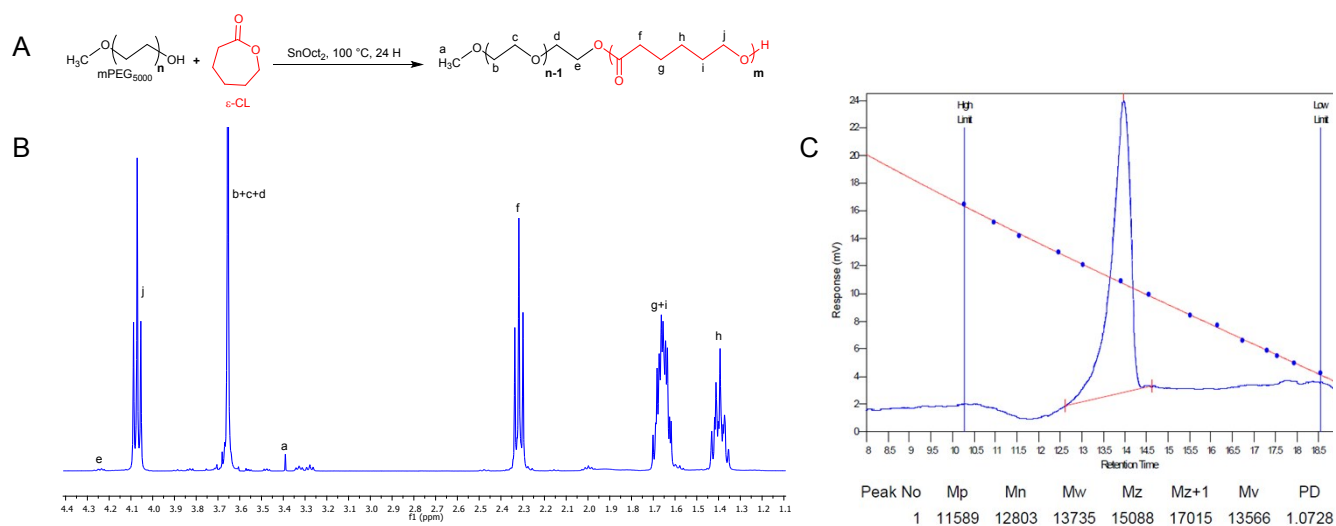 A
H₃C
O
n
OH
mPEG₅₀₀₀
+
O
O
ε-CL
SnOct₂, 100 °C, 24 H
a
H₃C
O
b
c
O
n-1
d
e
O
O
f
g
h
i
j
O
H
m
B
e
j
b+c+d
a
f
g+i
h
4.4 4.3 4.2 4.1 4.0 3.9 3.8 3.7 3.6 3.5 3.4 3.3 3.2 3.1 3.0 2.9 2.8 2.7 2.6 2.5 2.4 2.3 2.2 2.1 2.0 1.9 1.8 1.7 1.6 1.5 1.4 1.3 1.2 1.1
f1 (ppm)
C
High
Limit
Low
Limit
Response (mV)
24
22
20
18
16
14
12
10
8
6
4
2
0
8 8.5 9 9.5 10 10.5 11 11.5 12 12.5 13 13.5 14 14.5 15 15.5 16 16.5 17 17.5 18 18.5
Retention Time
Peak No Mp Mn Mw Mz Mz+1 Mv PD
1 11589 12803 13735 15088 17015 13566 1.0728